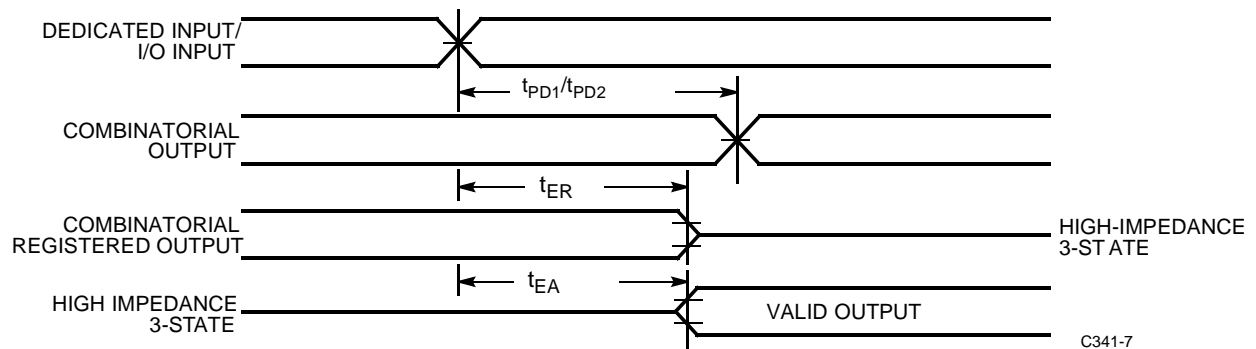 DEDICATED INPUT/
I/O INPUT
tPD1/tPD2
COMBINATORIAL
OUTPUT
tER
COMBINATORIAL
REGISTERED OUTPUT
HIGH-IMPEDANCE
3-ST ATE
tEA
HIGH IMPEDANCE
3-STATE
VALID OUTPUT
C341-7